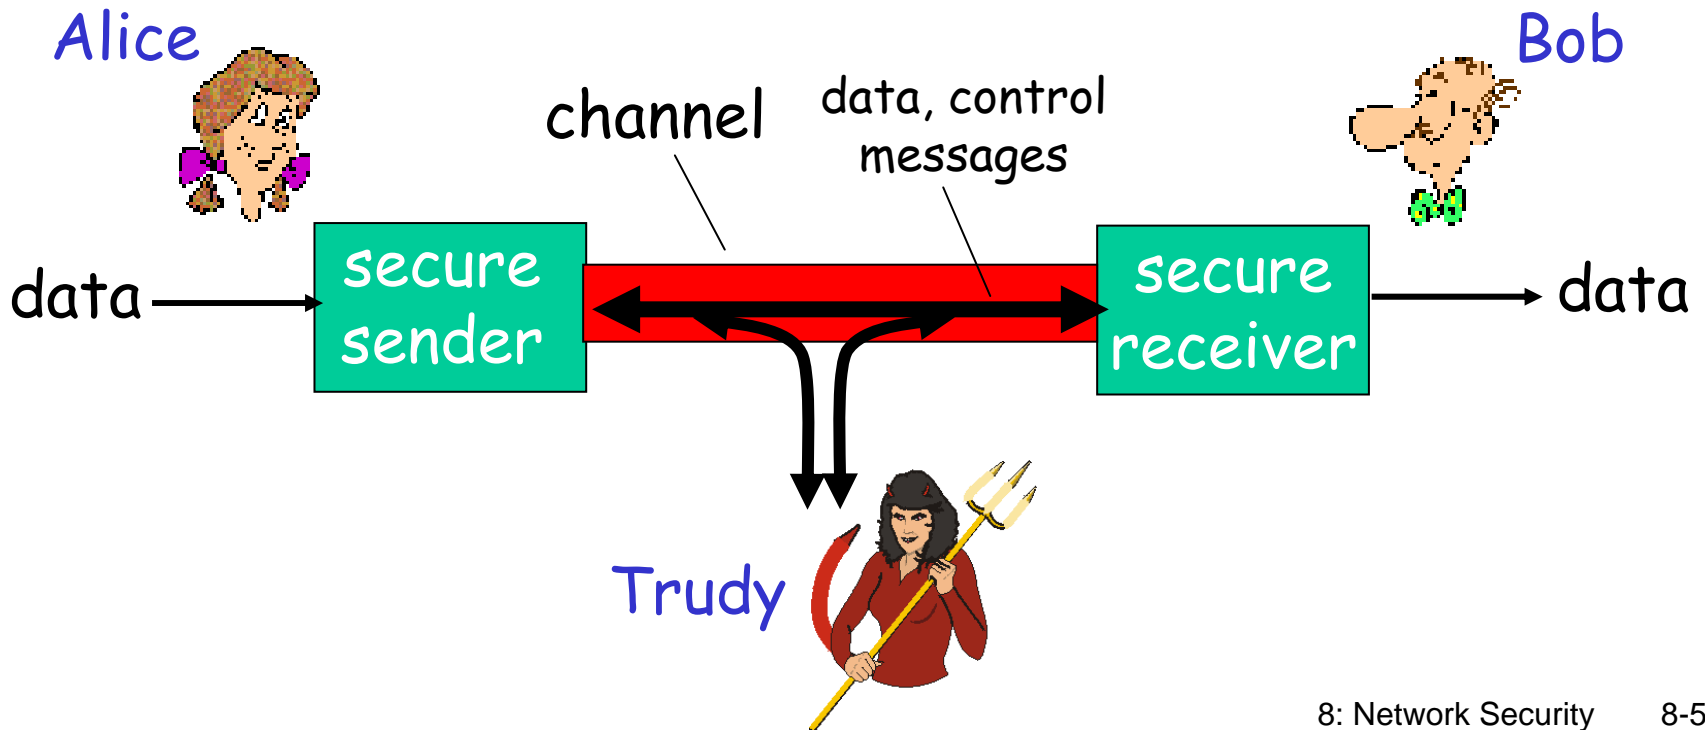 Alice
Bob
channel
data, control
messages
data
secure
sender
secure
receiver
data
Trudy
8: Network Security 8-5